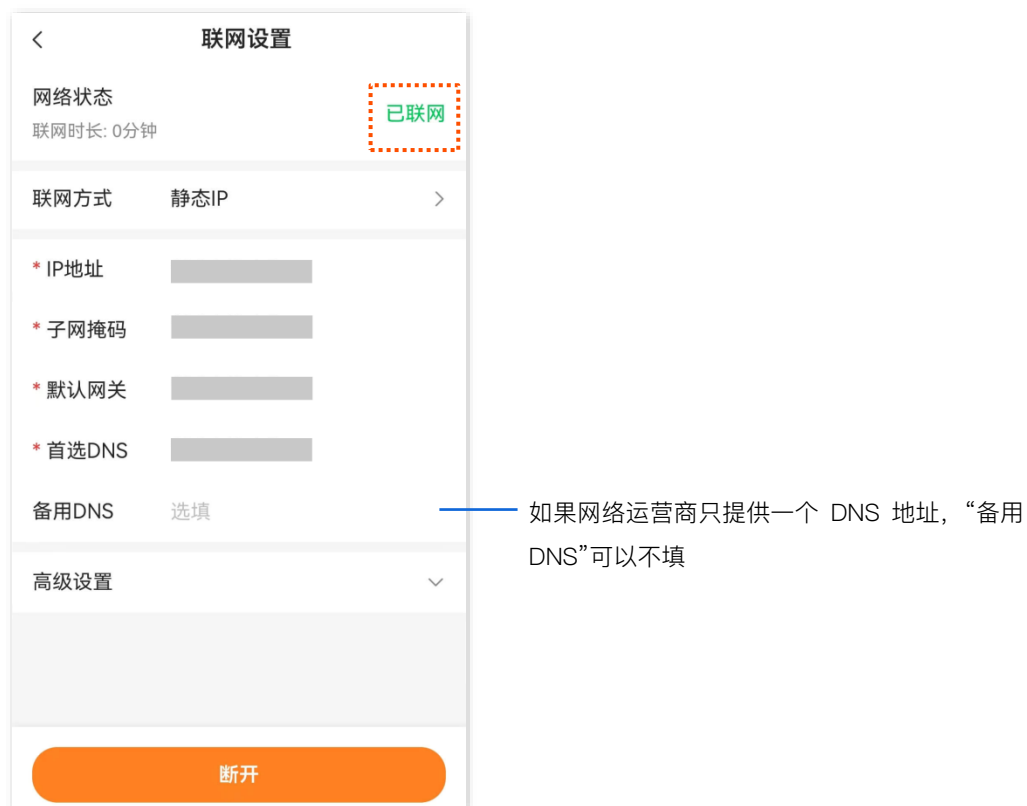 联网设置
网络状态
已联网
联网时长: 0分钟
联网方式 静态IP
* IP地址
* 子网掩码
* 默认网关
* 首选DNS
备用DNS 选填
如果网络运营商只提供一个 DNS 地址，“备用
DNS”可以不填
高级设置
断开